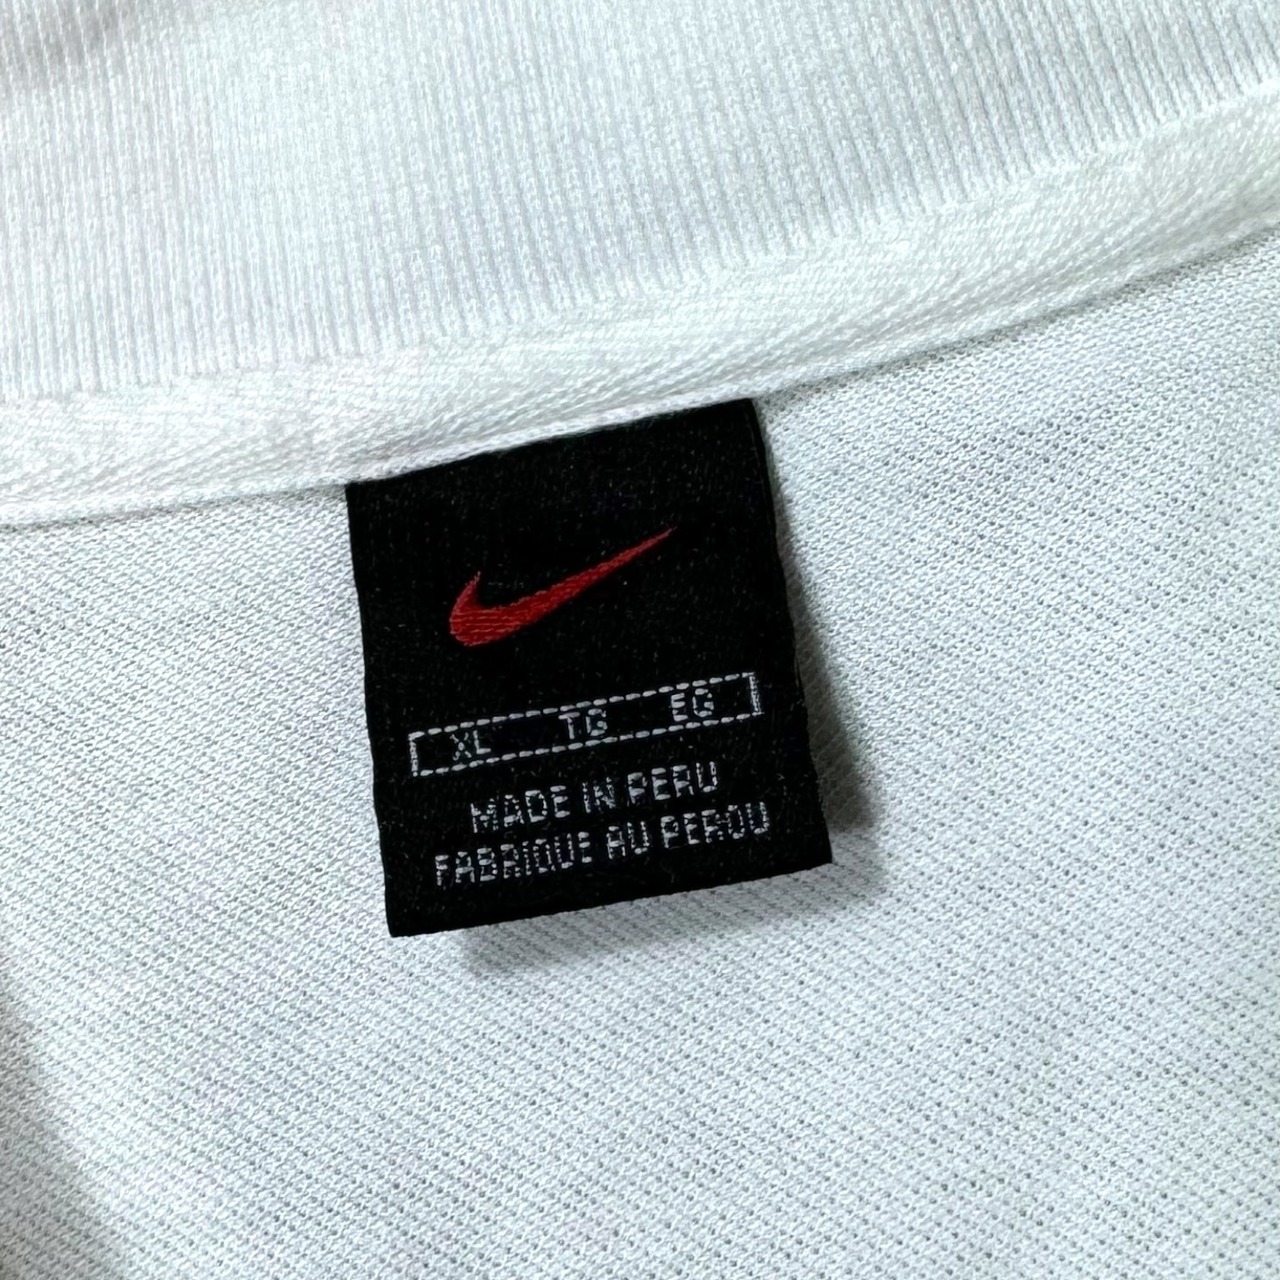 XL TG EG
MADE IN PERU
FABRIQUE AU PEROU